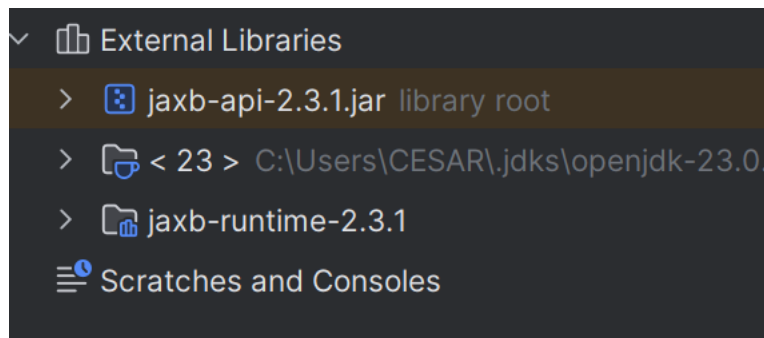 External Libraries
jaxb-api-2.3.1.jar library root
< 23 > C:\Users\CESAR\.jdks\openjdk-23.0.
jaxb-runtime-2.3.1
Scratches and Consoles